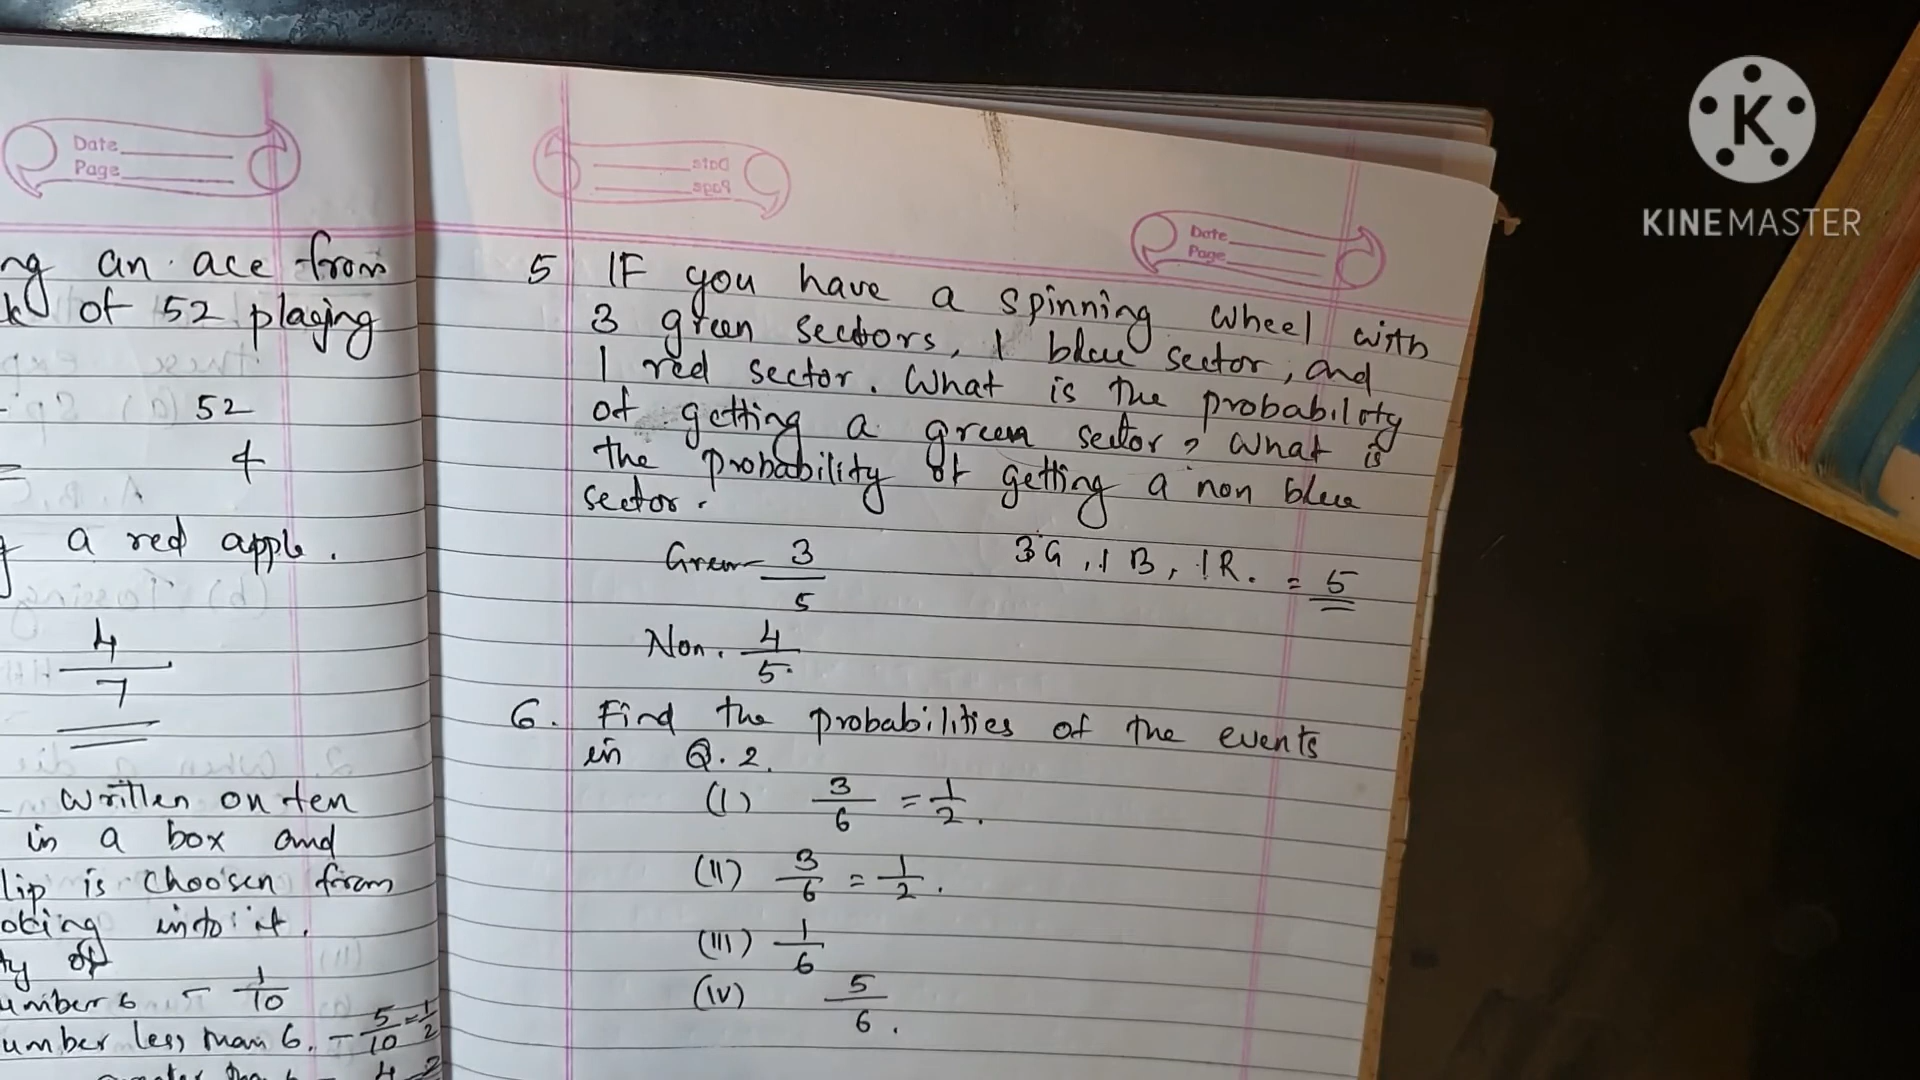 Date
Page
ng an ace from
k of 52 playing
52
4
a red apple.
4
7
written on ten
in a box and
lip is choosen from
oking into it.
ty of
umber 6 - 1/10
umber less than 6. - 5/10 = 1/2
Date
Page
Date
Page
5 IF you have a spinning wheel with
3 green sectors, 1 blue sector, and
1 red sector. What is the probability
of getting a green sector, What is
the probability of getting a non blue
sector.
Green - 3/5 3G, 1B, 1R. = 5
Non. 4/5.
6. Find the probabilities of the events
in Q.2.
(I) 3/6 = 1/2.
(II) 3/6 = 1/2.
(III) 1/6
(IV) 5/6.
K
KINEMASTER